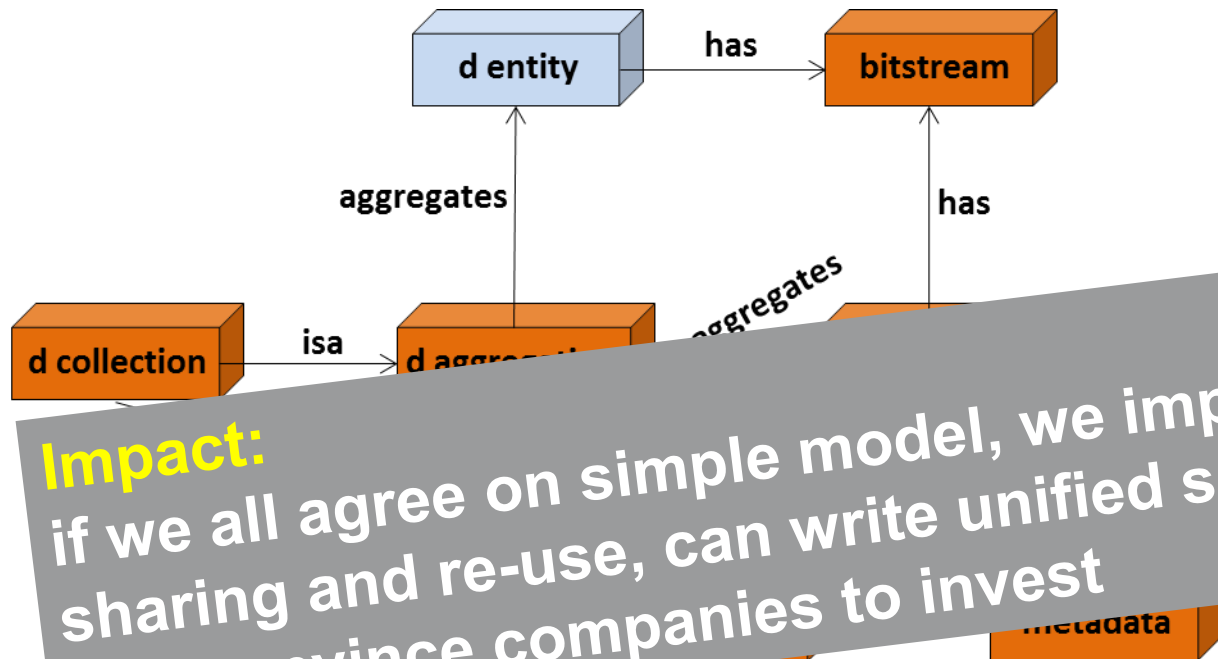 d entity
has
bitstream
aggregates
has
aggregates
d collection
isa
d
Impact:
if we all agree on simple model, we
sharing and re-use, can write unified
companies to invest
metadata